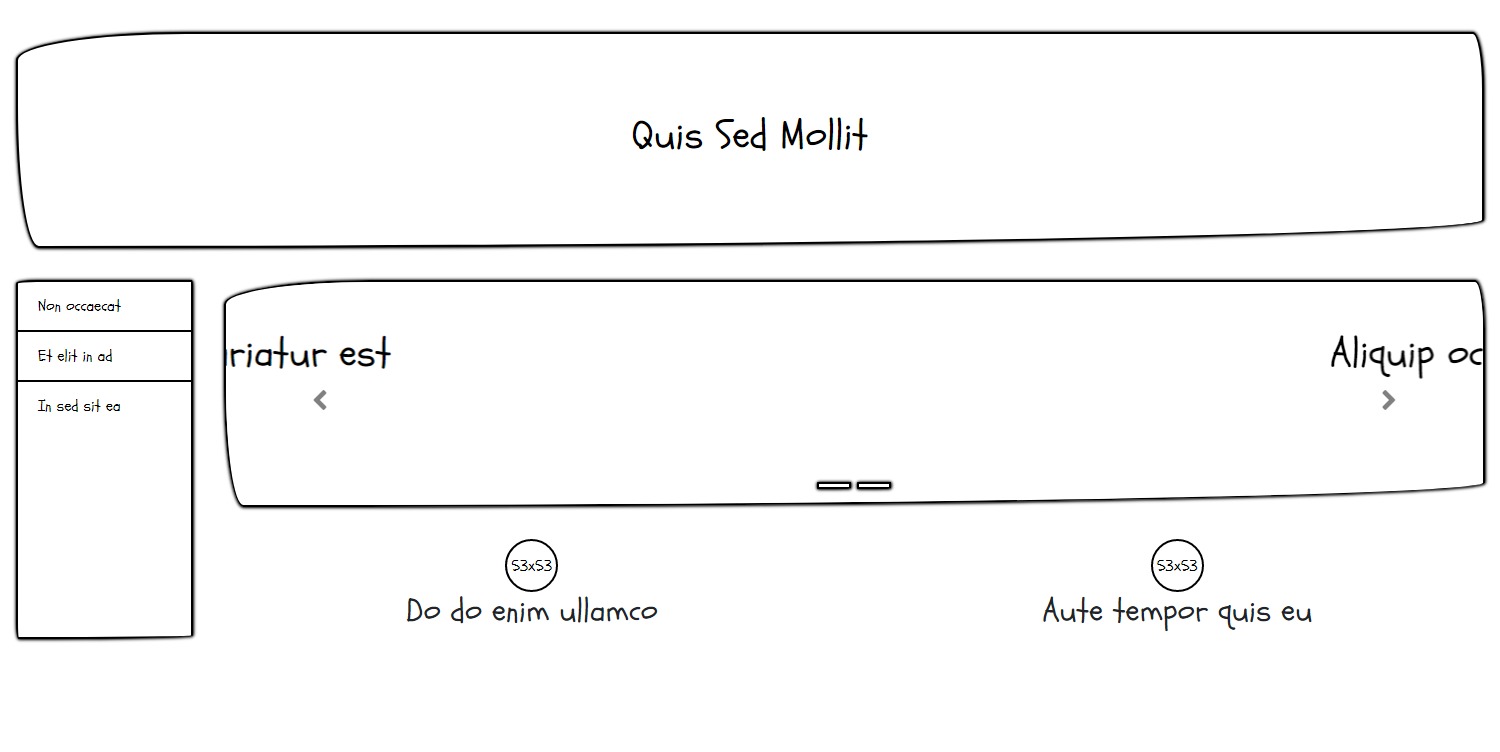 Quis Sed Mollit
Non occaecat
Et elit in ad
In sed sit ea
riatur est
Aliquip oc
53x53
Do do enim ullamco
53x53
Aute tempor quis eu